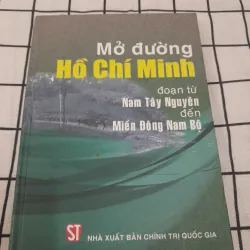 Mở đường
Hồ Chí Minh
đoạn từ
Nam Tây Nguyên
đến
Miền Đông Nam Bộ
ST
NHÀ XUẤT BẢN CHÍNH TRỊ QUỐC GIA